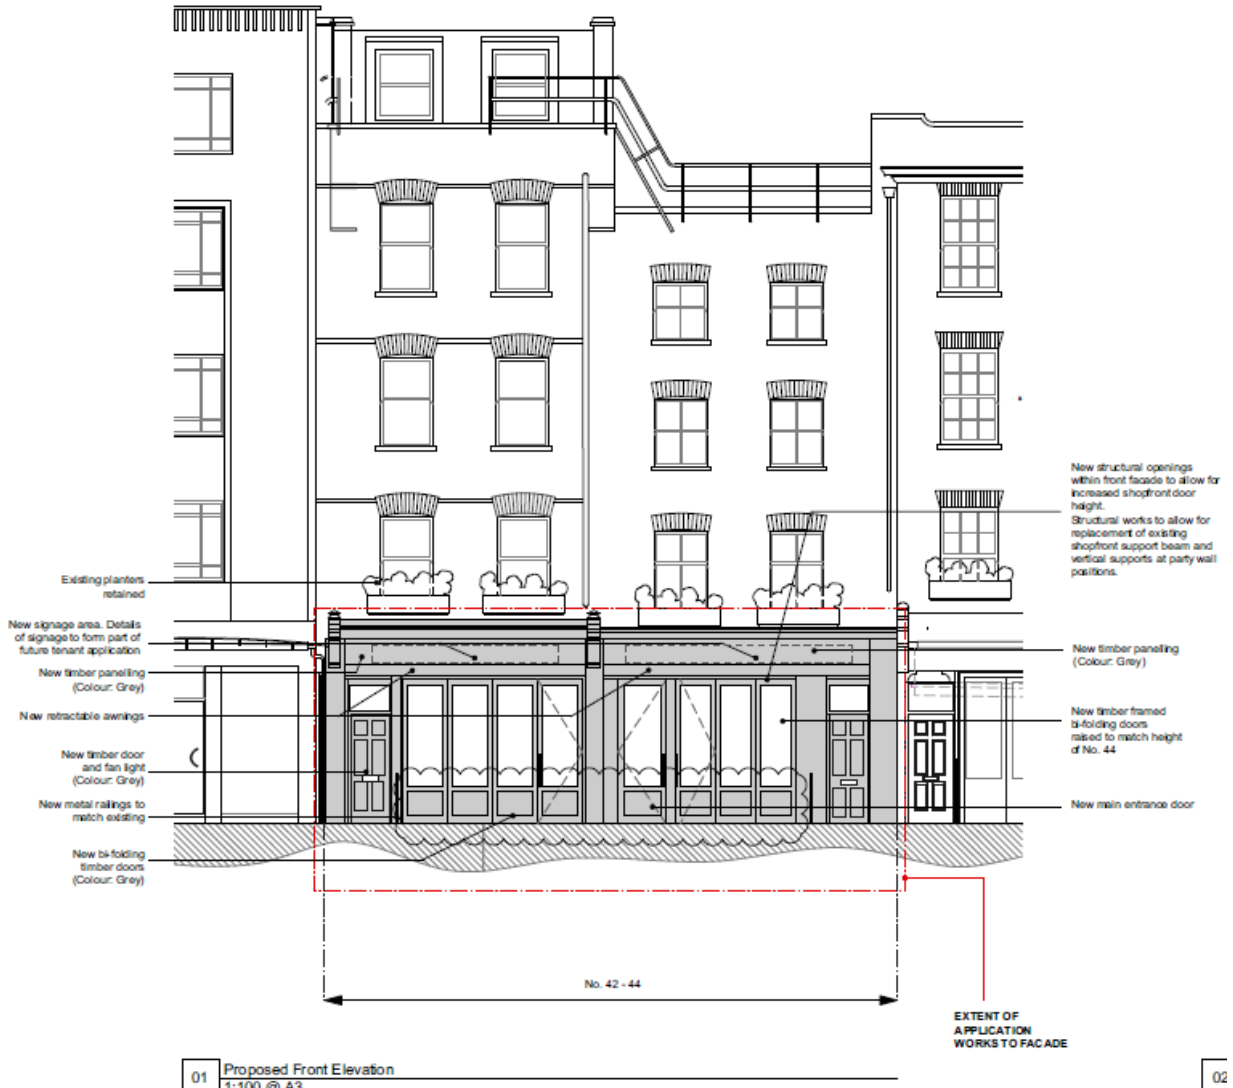 Existing planters
retained
New signage area. Details
of signage to form part of
future tenant application
New timber panelling
(Colour: Grey)
New retractable awnings
New timber door
and fan light
(Colour: Grey)
New metal railings to
match existing
New bi-folding
timber doors
(Colour: Grey)
New structural openings
within front facade to allow for
increased shopfront door
height.
Structural works to allow for
replacement of existing
shopfront support beam and
vertical supports at party wall
positions.
New timber panelling
(Colour: Grey)
New timber framed
bi-folding doors
raised to match height
of No. 44
New main entrance door
No. 42 - 44
EXTENT OF
APPLICATION
WORKS TO FACADE
01 Proposed Front Elevation
1:100 @ A3
02